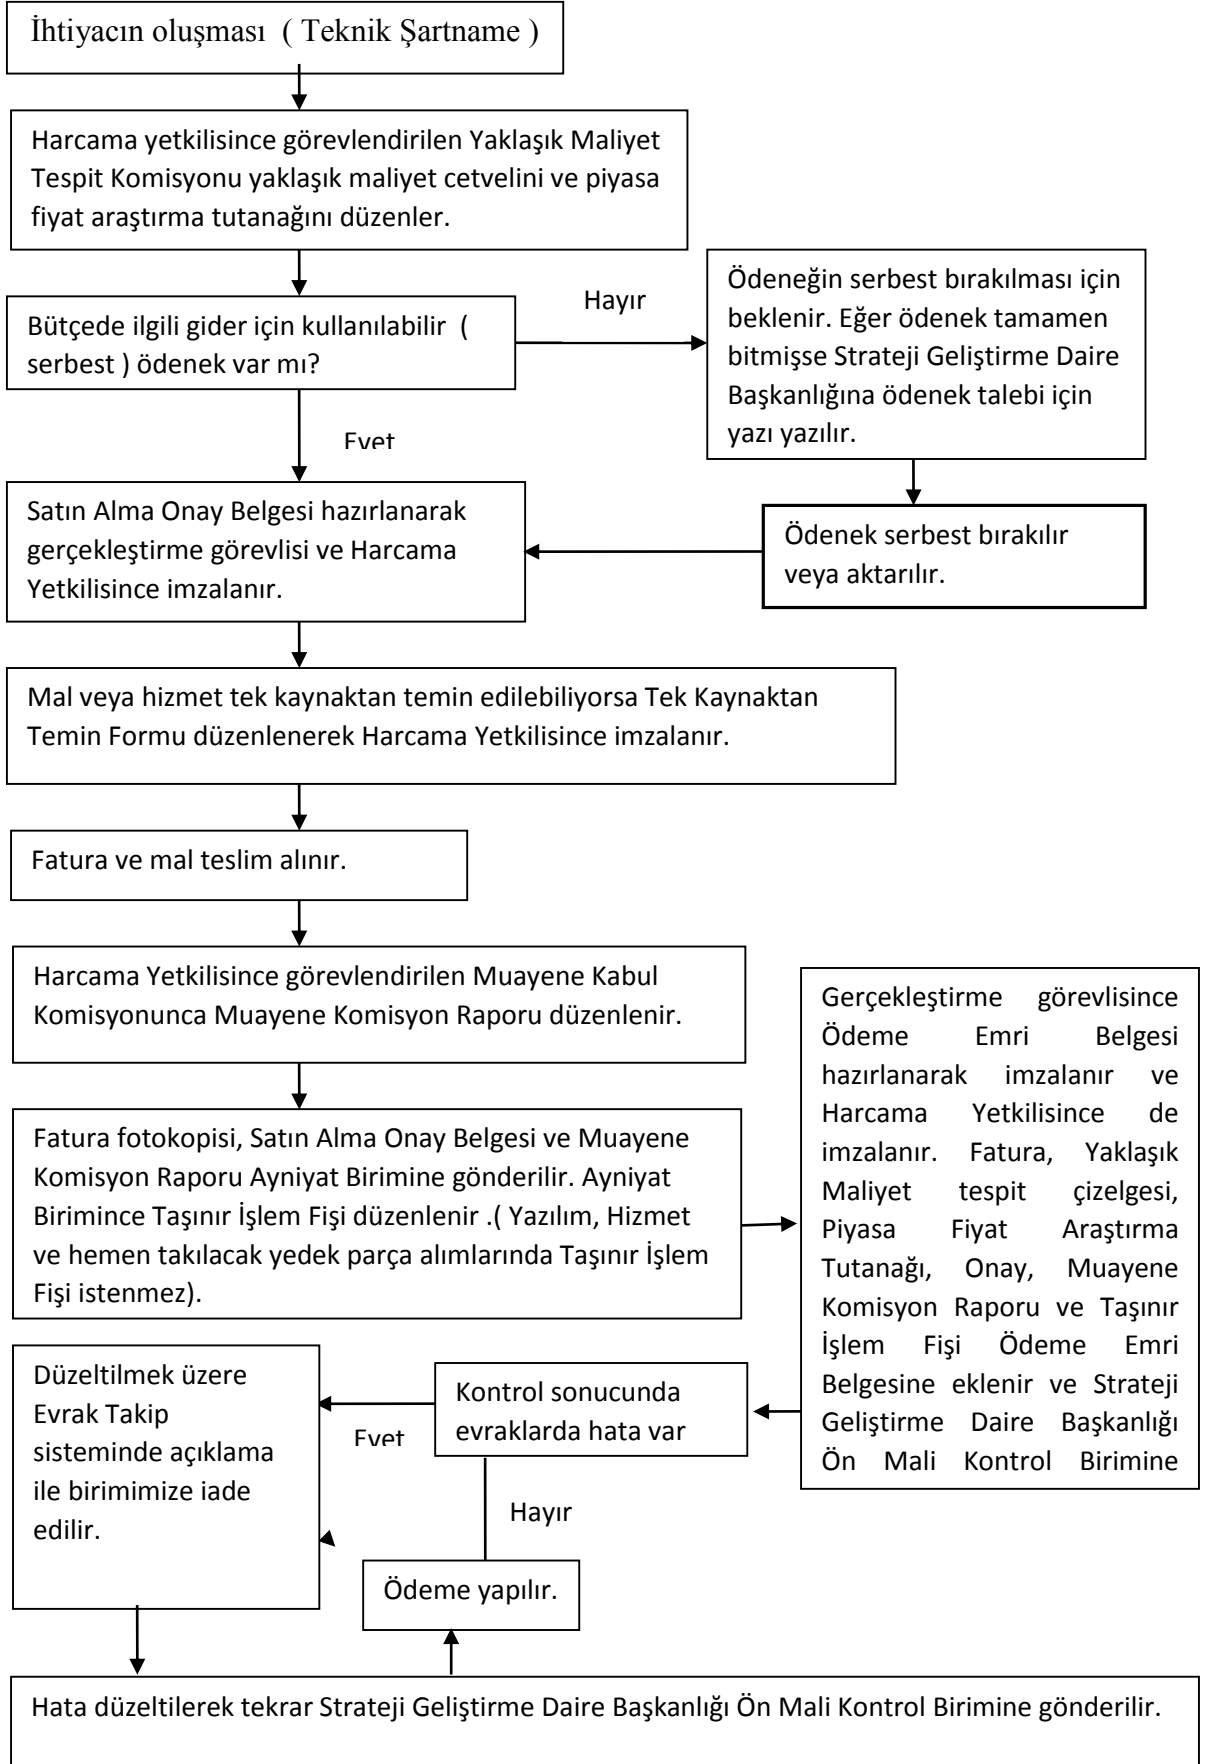 İhtiyacın oluşması  ( Teknik Şartname )
Harcama yetkilisince görevlendirilen Yaklaşık Maliyet
Tespit Komisyonu yaklaşık maliyet cetvelini ve piyasa
fiyat araştırma tutanağını düzenler.
Bütçede ilgili gider için kullanılabilir  (
serbest ) ödenek var mı?
Hayır
Ödeneğin serbest bırakılması için
beklenir. Eğer ödenek tamamen
bitmişse Strateji Geliştirme Daire
Başkanlığına ödenek talebi için
yazı yazılır.
Evet
Satın Alma Onay Belgesi hazırlanarak
gerçekleştirme görevlisi ve Harcama
Yetkilisince imzalanır.
Ödenek serbest bırakılır
veya aktarılır.
Mal veya hizmet tek kaynaktan temin edilebiliyorsa Tek Kaynaktan
Temin Formu düzenlenerek Harcama Yetkilisince imzalanır.
Fatura ve mal teslim alınır.
Harcama Yetkilisince görevlendirilen Muayene Kabul
Komisyonunca Muayene Komisyon Raporu düzenlenir.
Fatura fotokopisi, Satın Alma Onay Belgesi ve Muayene
Komisyon Raporu Ayniyat Birimine gönderilir. Ayniyat
Birimince Taşınır İşlem Fişi düzenlenir .( Yazılım, Hizmet
ve hemen takılacak yedek parça alımlarında Taşınır İşlem
Fişi istenmez).
Gerçekleştirme görevlisince
Ödeme Emri Belgesi
hazırlanarak imzalanır ve
Harcama Yetkilisince de
imzalanır. Fatura, Yaklaşık
Maliyet tespit çizelgesi,
Piyasa Fiyat Araştırma
Tutanağı, Onay, Muayene
Komisyon Raporu ve Taşınır
İşlem Fişi Ödeme Emri
Belgesine eklenir ve Strateji
Geliştirme Daire Başkanlığı
Ön Mali Kontrol Birimine
Kontrol sonucunda
evraklarda hata var
Evet
Düzeltilmek üzere
Evrak Takip
sisteminde açıklama
ile birimimize iade
edilir.
Hayır
Ödeme yapılır.
Hata düzeltilerek tekrar Strateji Geliştirme Daire Başkanlığı Ön Mali Kontrol Birimine gönderilir.